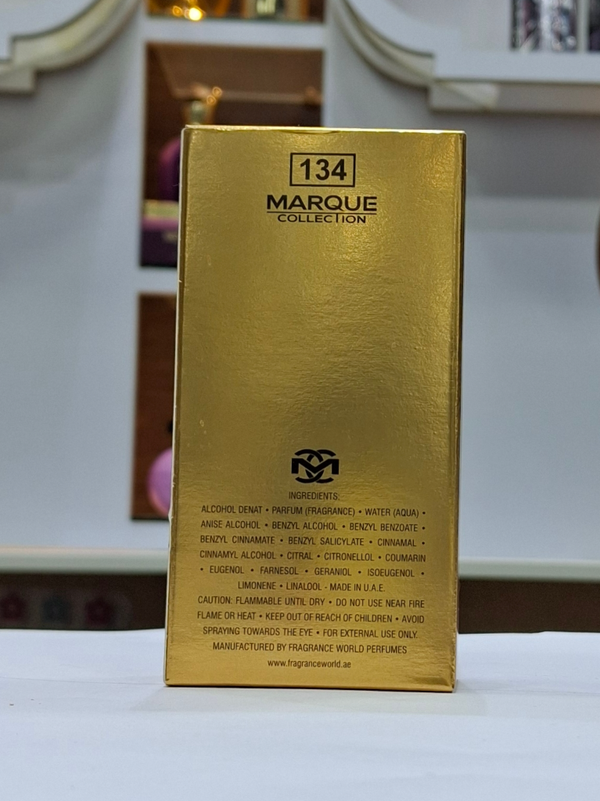 134
MARQUE
COLLECTION
INGREDIENTS:
ALCOHOL DENAT • PARFUM (FRAGRANCE) • WATER (AQUA) •
ANISE ALCOHOL • BENZYL ALCOHOL • BENZYL BENZOATE •
BENZYL CINNAMATE • BENZYL SALICYLATE • CINNAMAL •
CINNAMYL ALCOHOL • CITRAL • CITRONELLOL • COUMARIN
• EUGENOL • FARNESOL • GERANIOL • ISOEUGENOL •
LIMONENE • LINALOOL - MADE IN U.A.E.
CAUTION: FLAMMABLE UNTIL DRY • DO NOT USE NEAR FIRE
FLAME OR HEAT • KEEP OUT OF REACH OF CHILDREN • AVOID
SPRAYING TOWARDS THE EYE • FOR EXTERNAL USE ONLY.
MANUFACTURED BY FRAGRANCE WORLD PERFUMES
www.fragranceworld.ae